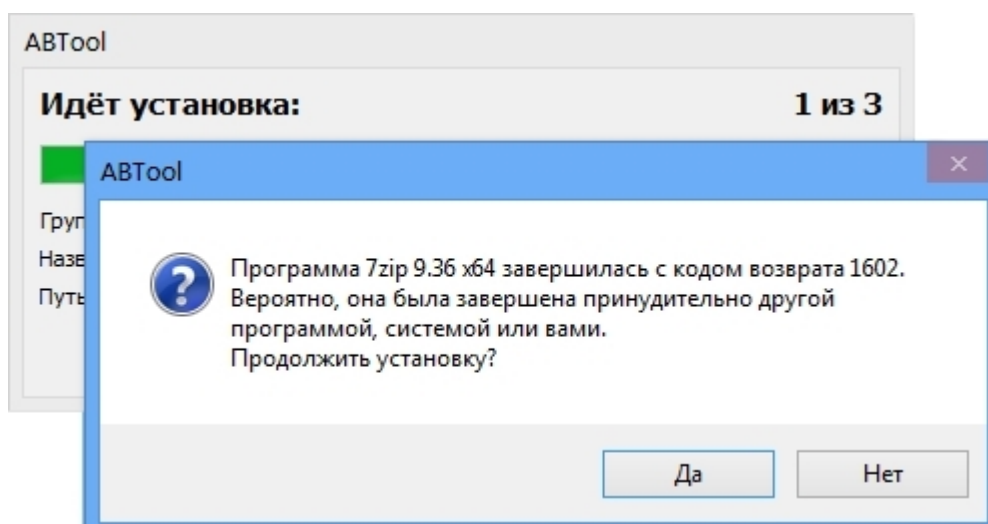 ABTool
Идёт установка: 1 из 3
ABTool
Программа 7zip 9.36 x64 завершилась с кодом возврата 1602.
Вероятно, она была завершена принудительно другой
программой, системой или вами.
Продолжить установку?
Да Нет